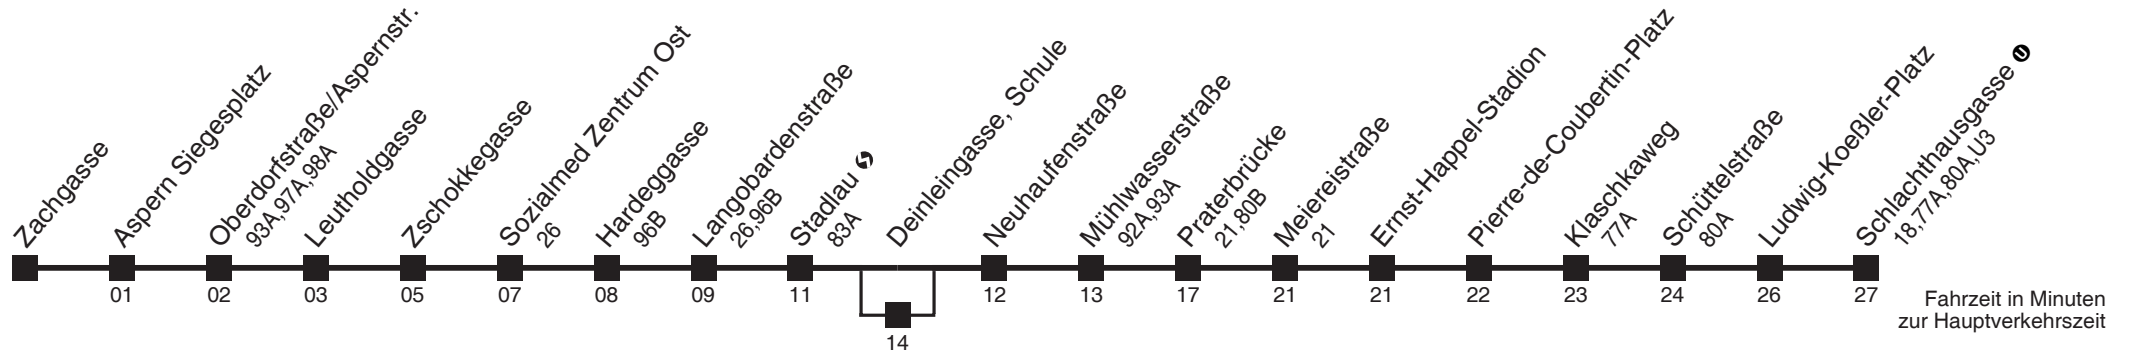 Zachgasse
Aspern Siegesplatz
01
Oberdorfstraße/Aspernstr.
93A,97A,98A
02
Leutholdgasse
03
Zschokkegasse
05
Sozialmed Zentrum Ost
26
07
Hardeggasse
96B
08
Langobardenstraße
26,96B
09
Stadlau
83A
11
Deinleingasse, Schule
14
Neuhaufenstraße
12
Mühlwasserstraße
92A,93A
13
Praterbrücke
21,80B
17
Meiereistraße
21
21
Ernst-Happel-Stadion
21
Pierre-de-Coubertin-Platz
22
Klaschkaweg
77A
23
Schüttelstraße
80A
24
Ludwig-Koeßler-Platz
26
Schlachthausgasse U
18,77A,80A,U3
27
Fahrzeit in Minuten
zur Hauptverkehrszeit